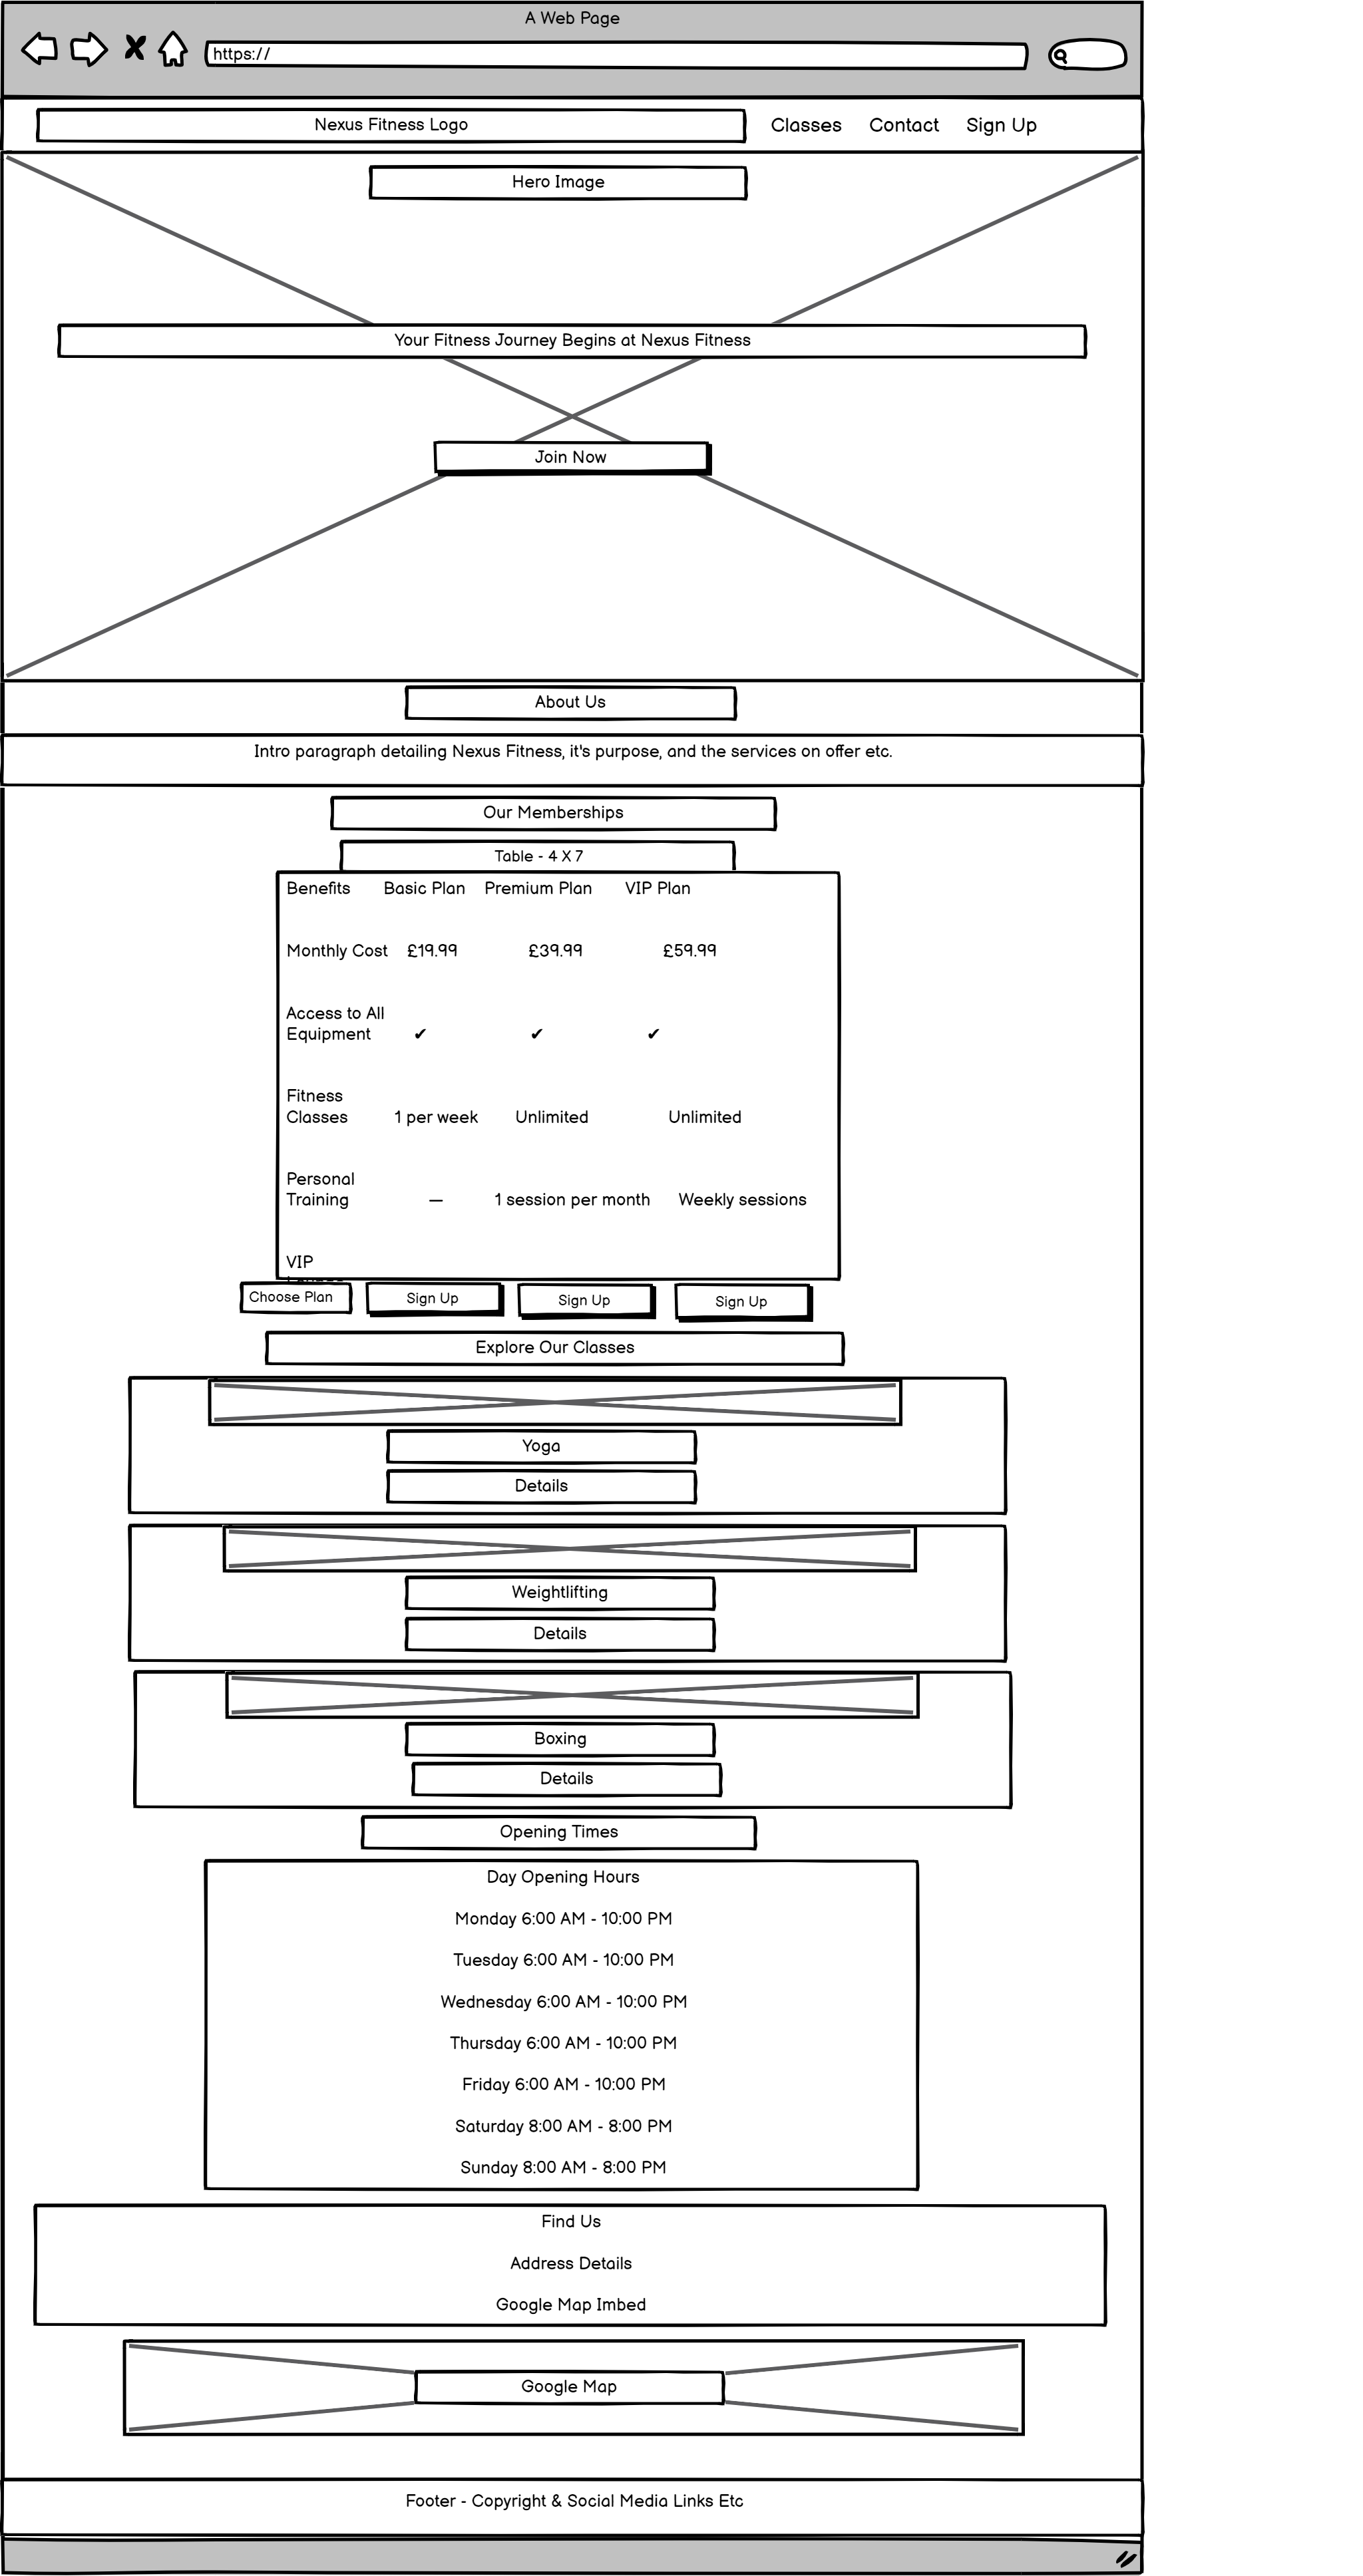 A Web Page
https://
Nexus Fitness Logo
Classes Contact Sign Up
Hero Image
Your Fitness Journey Begins at Nexus Fitness
Join Now
About Us
Intro paragraph detailing Nexus Fitness, it's purpose, and the services on offer etc.
Our Memberships
Table - 4 X 7
Benefits Basic Plan Premium Plan VIP Plan
Monthly Cost £19.99 £39.99 £59.99
Access to All
Equipment ✔ ✔ ✔
Fitness
Classes 1 per week Unlimited Unlimited
Personal
Training — 1 session per month Weekly sessions
VIP
Choose Plan Sign Up Sign Up Sign Up
Explore Our Classes
Yoga
Details
Weightlifting
Details
Boxing
Details
Opening Times
Day Opening Hours
Monday 6:00 AM - 10:00 PM
Tuesday 6:00 AM - 10:00 PM
Wednesday 6:00 AM - 10:00 PM
Thursday 6:00 AM - 10:00 PM
Friday 6:00 AM - 10:00 PM
Saturday 8:00 AM - 8:00 PM
Sunday 8:00 AM - 8:00 PM
Find Us
Address Details
Google Map Imbed
Google Map
Footer - Copyright & Social Media Links Etc